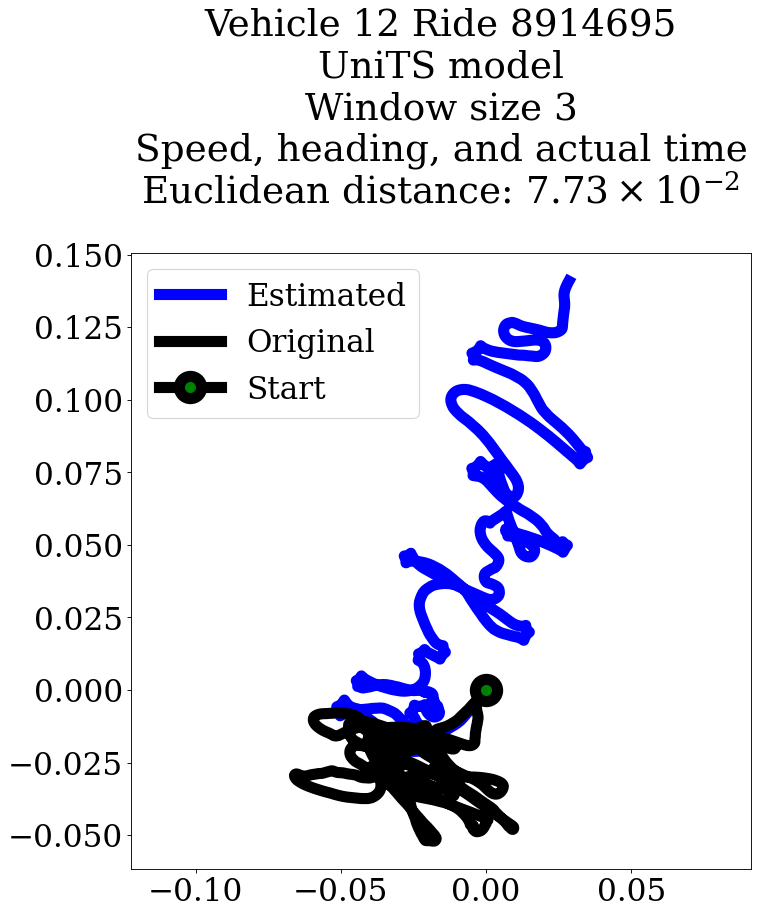 Vehicle 12 Ride 8914695
UniTS model
Window size 3
Speed, heading, and actual time
Euclidean distance: 7.73 × 10⁻²
0.150
0.125
0.100
0.075
0.050
0.025
0.000
−0.025
−0.050
Estimated
Original
Start
−0.10
−0.05
0.00
0.05